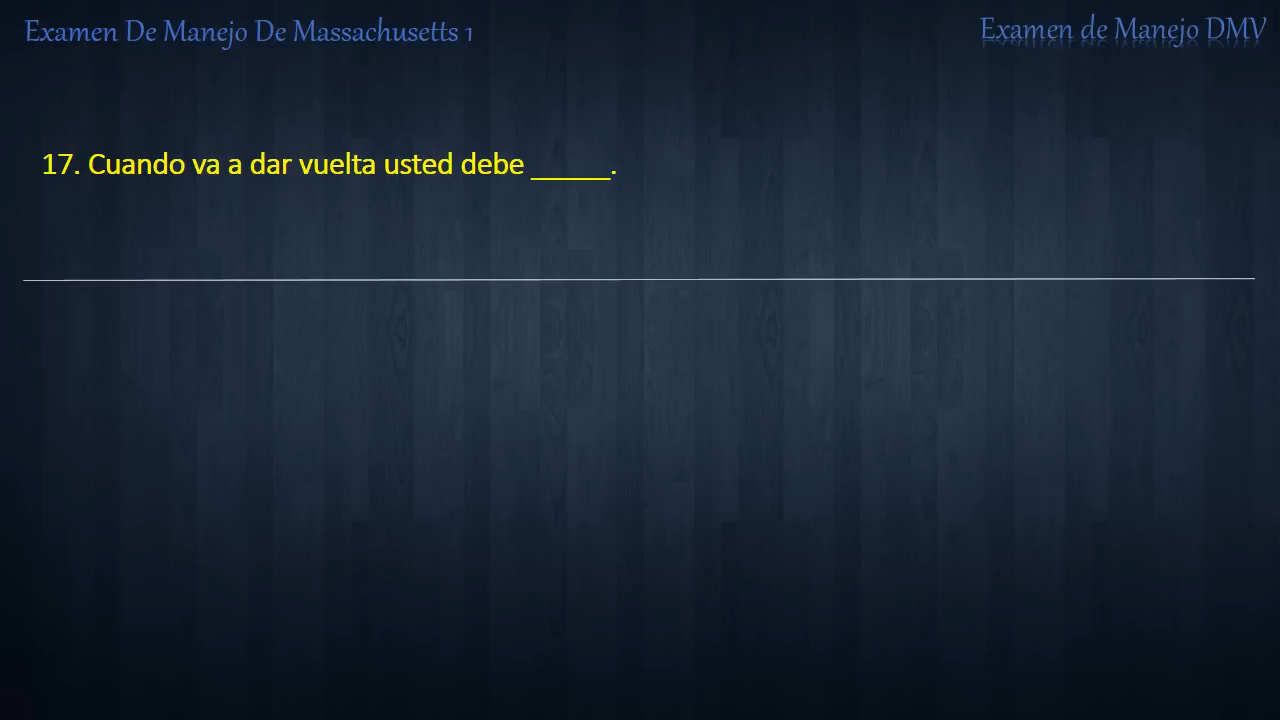 Examen De Manejo De Massachusetts 1
Examen de Manejo DMV
17. Cuando va a dar vuelta usted debe _____.